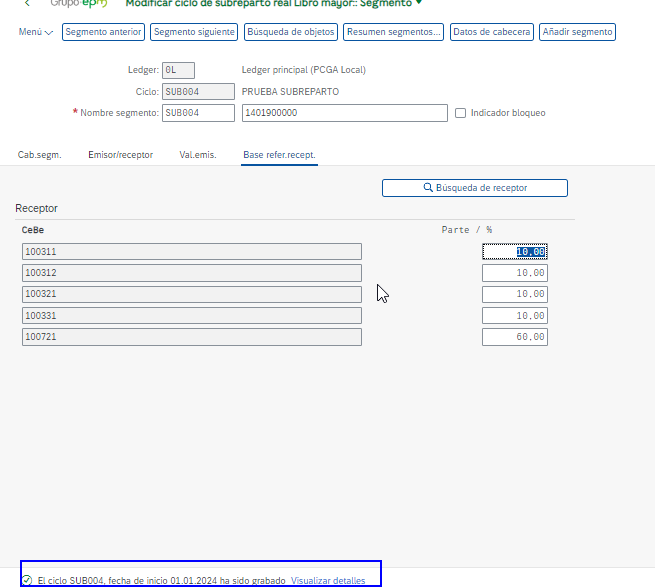 Grupo·epm Modificar ciclo de subreparto real Libro mayor:: Segmento
Menú Segmento anterior Segmento siguiente Búsqueda de objetos Resumen segmentos... Datos de cabecera Añadir segmento
Ledger: 0L Ledger principal (PCGA Local)
Ciclo: SUB004 PRUEBA SUBREPARTO
* Nombre segmento: SUB004 1401900000 Indicador bloqueo
Cab.segm. Emisor/receptor Val.emis. Base refer.recept.
Búsqueda de receptor
Receptor
CeBe Parte / %
100311 10,00
100312 10,00
100321 10,00
100331 10,00
100721 60,00
El ciclo SUB004, fecha de inicio 01.01.2024 ha sido grabado Visualizar detalles